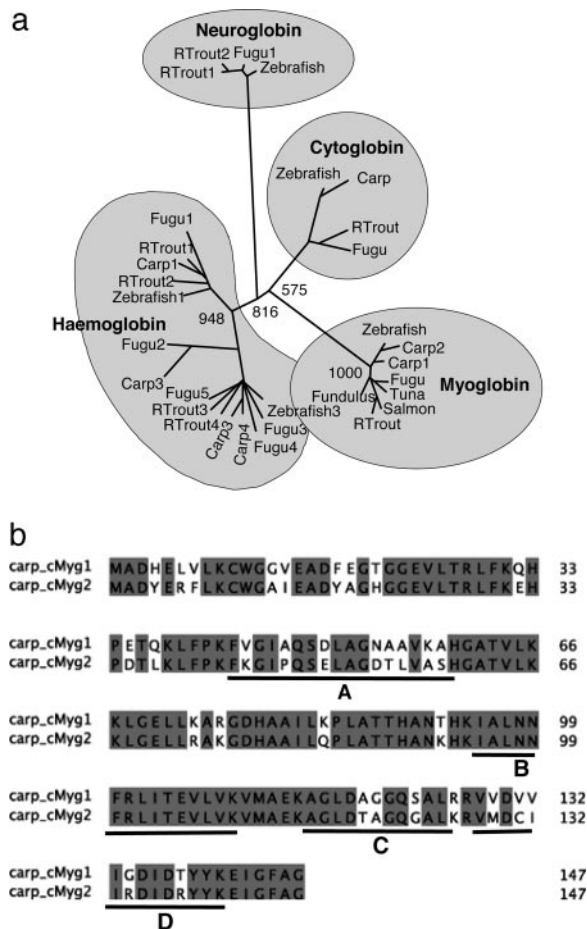 a
Neuroglobin
RTrout2 Fugu1
RTrout1 Zebrafish
Cytoglobin
Zebrafish Carp
RTrout
Fugu
Fugu1
RTrout1
Carp1
RTrout2
Zebrafish1
575
816
948
Haemoglobin
Fugu2
Carp3
Fugu5
RTrout3
RTrout4
Carp3
Carp4
Zebrafish3
Fugu3
Fugu4
Zebrafish
Carp2
Carp1
1000
Fugu
Fundulus
Tuna
Salmon
RTrout
Myoglobin
b
carp_cMyg1 MADHELVLKCWGGVEADFEGTGGEVLTRLFKQH 33
carp_cMyg2 MADYERFLKCWGAIEADYAGHGGEVLTRLFKEH 33
carp_cMyg1 PETQKLFPKFVGIAQSDLAGNAAVKAHGATVLK 66
carp_cMyg2 PDTLKLFPKFKGIPQSELAGDTLVASHGATVLK 66
A
carp_cMyg1 KLGELLKARGDHAAILKPLATTHANTHKIALNN 99
carp_cMyg2 KLGELLRAKGDHAAILQPLATTHANKHKIALNN 99
B
carp_cMyg1 FRLITEVLVKVMAEKAGLDAGGQSALRRVVDVV 132
carp_cMyg2 FRLITEVLVKVMAEKAGLDTAGQGALKRVMDCI 132
C
carp_cMyg1 IGDIDTYYKEIGFAG 147
carp_cMyg2 IRDIDRYYKEIGFAG 147
D